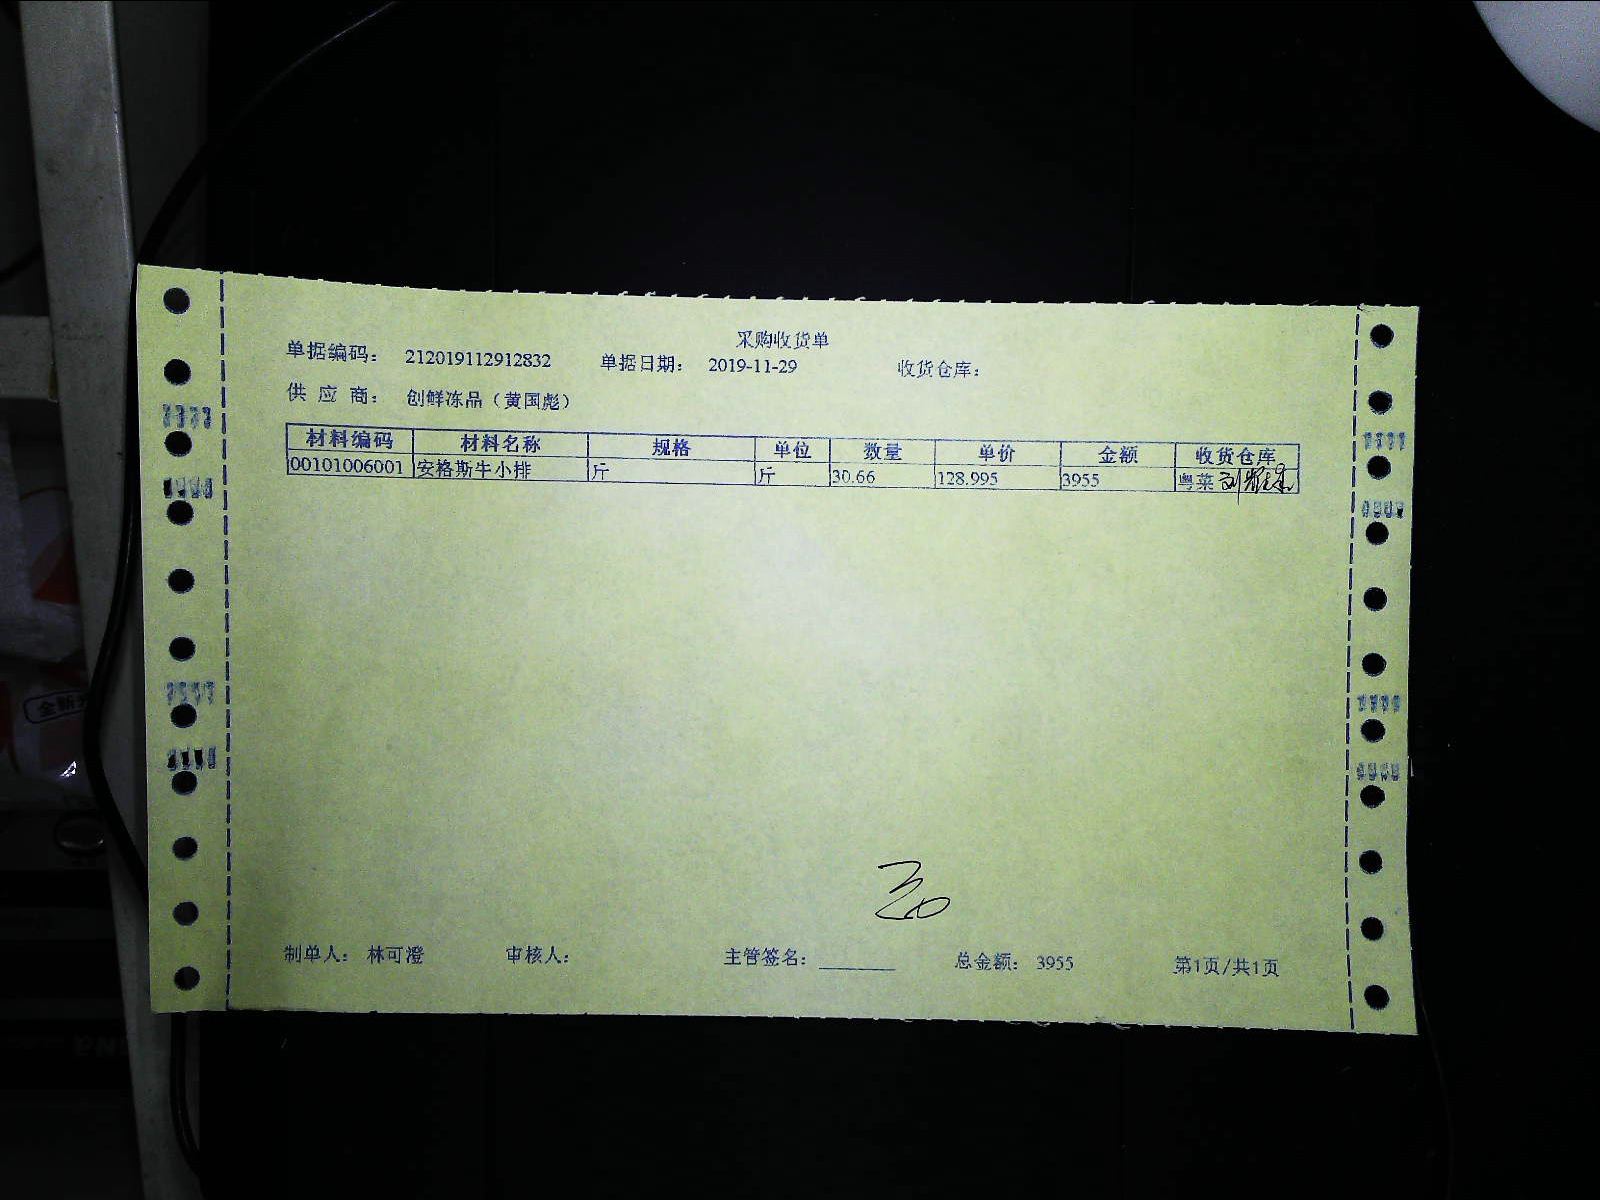 采购收货单
单据编码： 212019112912832 单据日期： 2019-11-29 收货仓库：
供 应 商： 创鲜冻品（黄国彪）
材料编码 材料名称 规格 单位 数量 单价 金额 收货仓库
00101006001 安格斯牛小排 斤 斤 30.66 128.995 3955 粤菜
制单人： 林可澄 审核人： 主管签名： 总金额： 3955 第1页/共1页